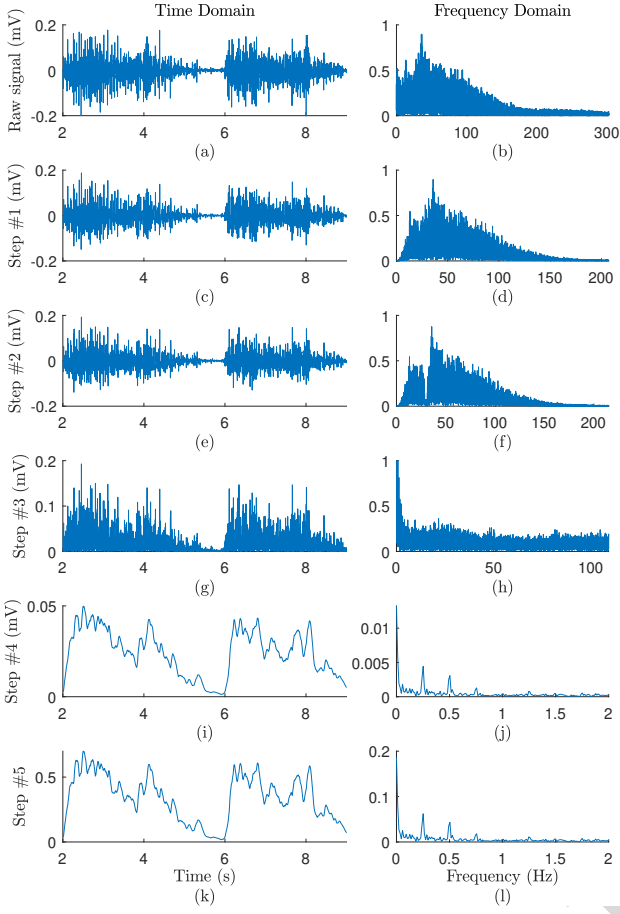 Time Domain Frequency Domain
Raw signal (mV)
0.2
0
-0.2
2 4 6 8
(a)
1
0.5
0
0 100 200 300
(b)
Step #1 (mV)
0.2
0
-0.2
2 4 6 8
(c)
1
0.5
0
0 50 100 150 200
(d)
Step #2 (mV)
0.2
0
-0.2
2 4 6 8
(e)
1
0.5
0
0 50 100 150 200
(f)
Step #3 (mV)
0.2
0.1
0
2 4 6 8
(g)
1
0.5
0
0 50 100
(h)
Step #4 (mV)
0.05
0
2 4 6 8
(i)
0.01
0.005
0
0 0.5 1 1.5 2
(j)
Step #5
0.5
0
2 4 6 8
Time (s)
(k)
0.2
0.1
0
0 0.5 1 1.5 2
Frequency (Hz)
(l)